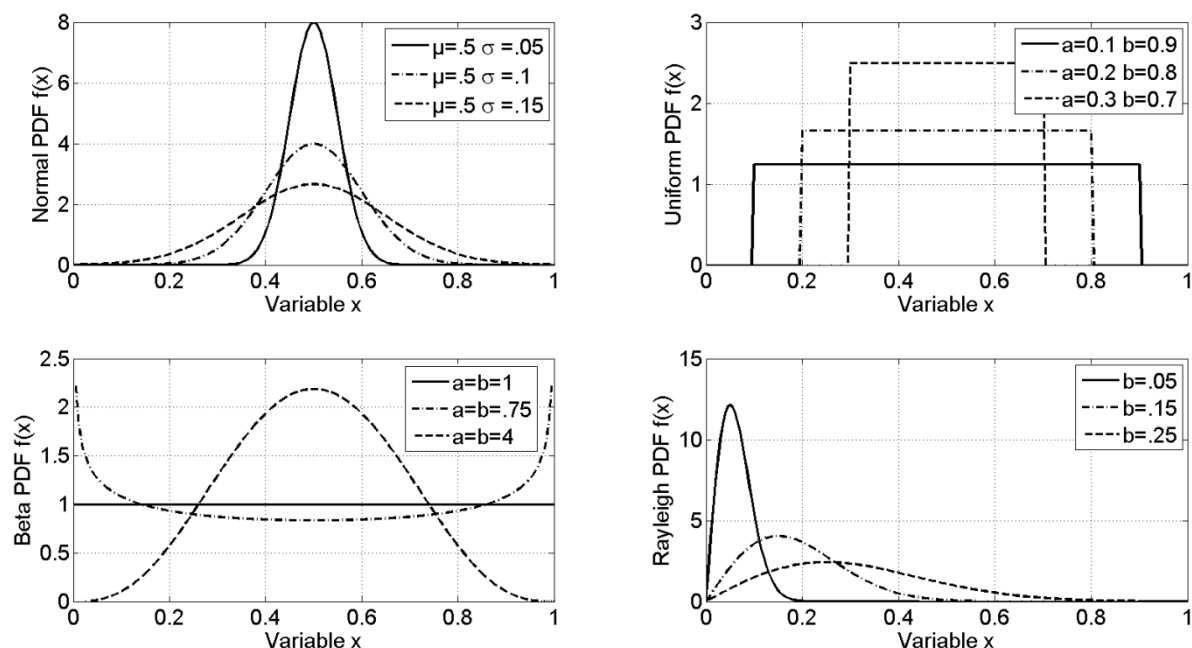 Normal PDF f(x)
8
6
4
2
0
µ=.5 σ =.05
µ=.5 σ =.1
µ=.5 σ =.15
0 0.2 0.4 0.6 0.8 1
Variable x
Uniform PDF f(x)
3
2
1
0
a=0.1 b=0.9
a=0.2 b=0.8
a=0.3 b=0.7
0 0.2 0.4 0.6 0.8 1
Variable x
Beta PDF f(x)
2.5
2
1.5
1
0.5
0
a=b=1
a=b=.75
a=b=4
0 0.2 0.4 0.6 0.8 1
Variable x
Rayleigh PDF f(x)
15
10
5
0
b=.05
b=.15
b=.25
0 0.2 0.4 0.6 0.8 1
Variable x